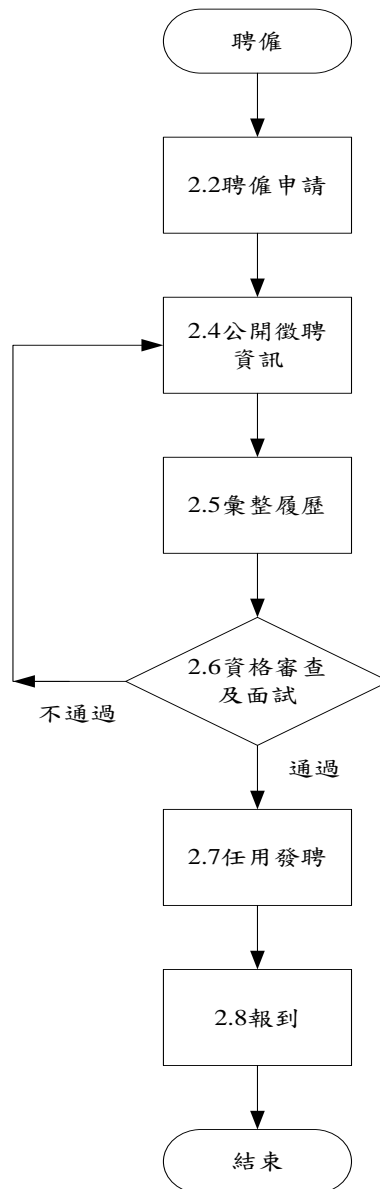 聘僱
2.2聘僱申請
2.4公開徵聘
資訊
2.5彙整履歷
2.6資格審查
及面試
不通過
通過
2.7任用發聘
2.8報到
結束